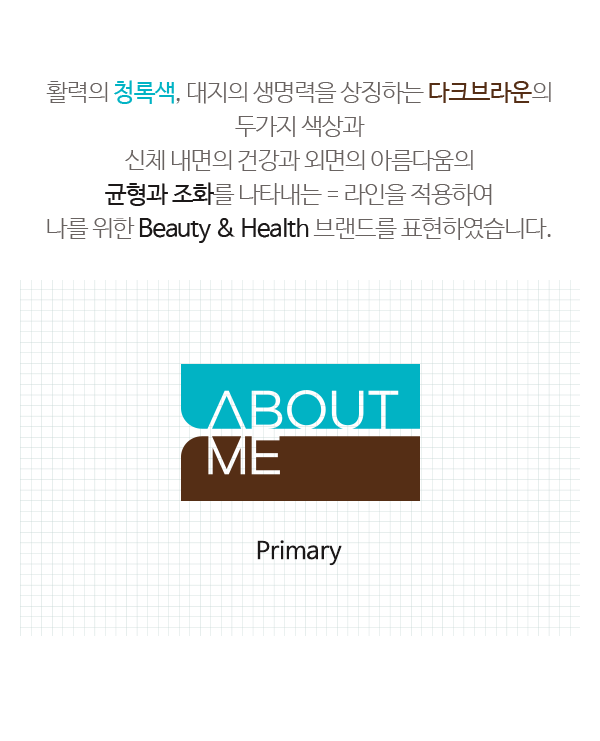 활력의 청록색, 대지의 생명력을 상징하는 다크브라운의
두가지 색상과
신체 내면의 건강과 외면의 아름다움의
균형과 조화를 나타내는 = 라인을 적용하여
나를 위한 Beauty & Health 브랜드를 표현하였습니다.
ABOUT
ME
Primary